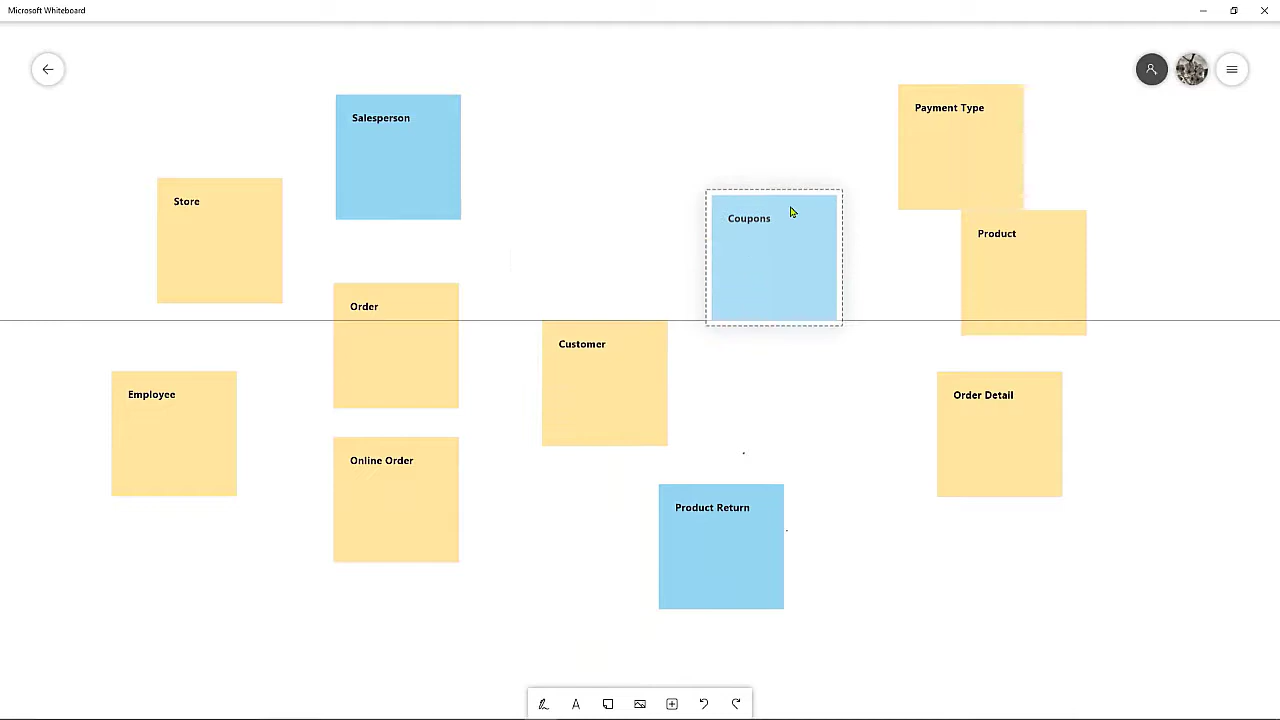 Microsoft Whiteboard
Payment Type
Salesperson
Store
Coupons
Product
Order
Customer
Employee
Order Detail
Online Order
Product Return